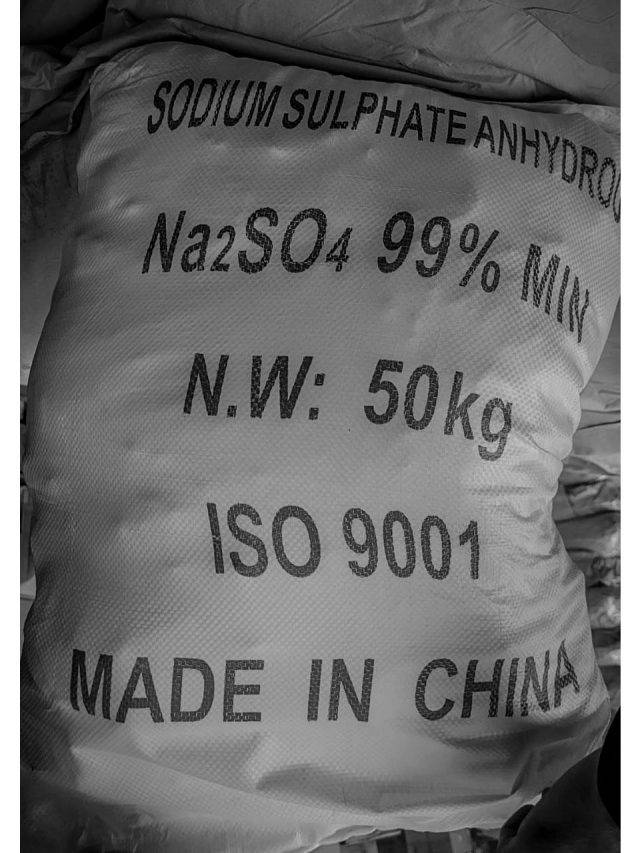 SODIUM SULPHATE ANHYDROU
Na2SO4 99% MIN
N.W: 50kg
ISO 9001
MADE IN CHINA